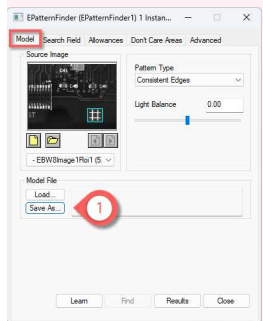 EPatternFinder (EPatternFinder1) 1 Instan...
Model Search Field Allowances Don't Care Areas Advanced
Source Image
Pattern Type
Consistent Edges
Light Balance 0.00
- EBW8Image1Roi1 (5.
Model File
Load...
Save As...
1
Learn Find Results Close